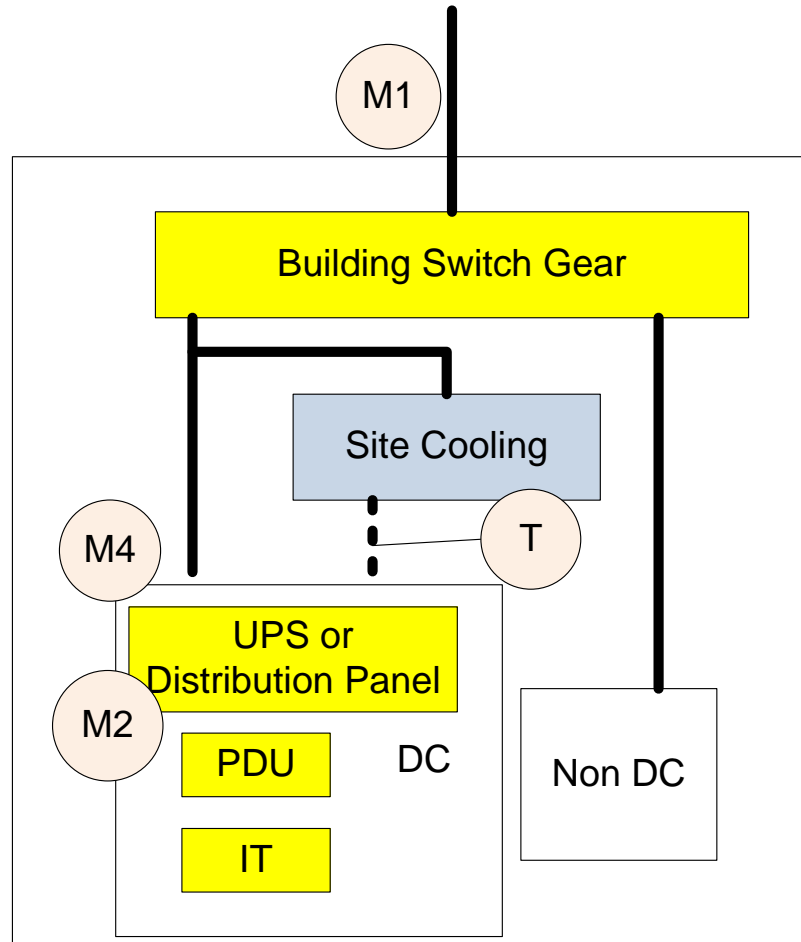 M1
Building Switch Gear
Site Cooling
T
M4
UPS or
Distribution Panel
M2
PDU
DC
Non DC
IT